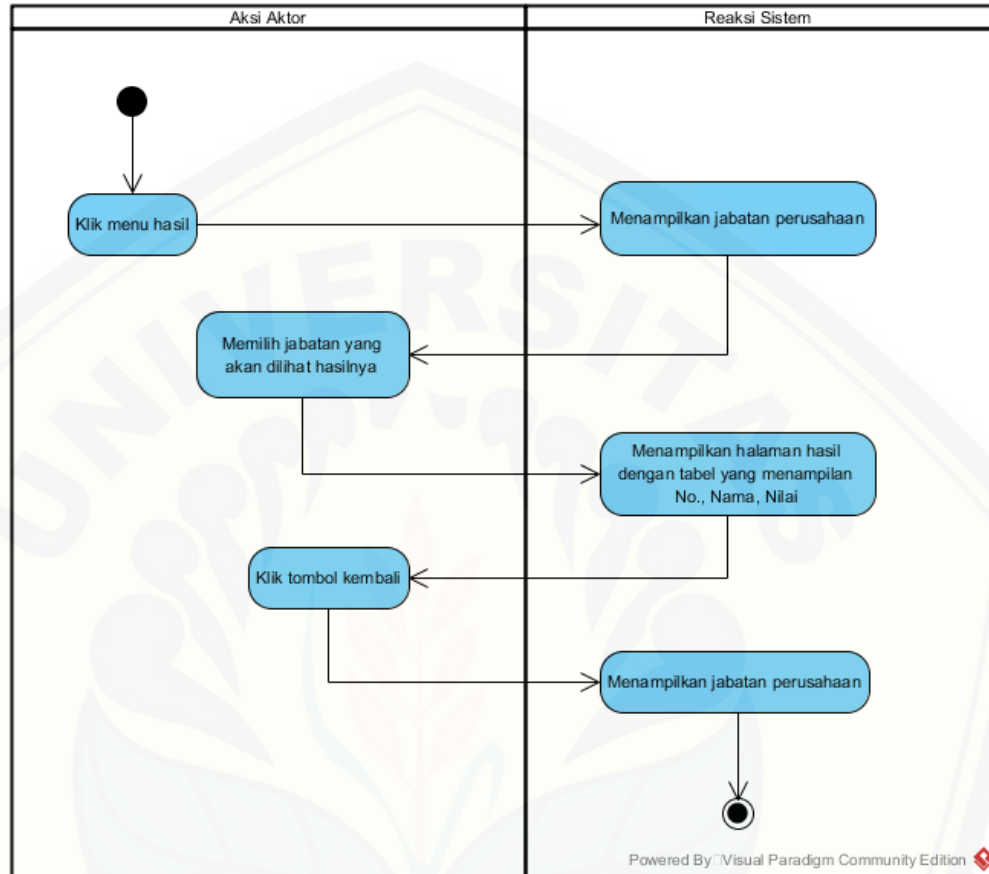 Aksi Aktor
Reaksi Sistem
Klik menu hasil
Menampilkan jabatan perusahaan
Memilih jabatan yang
akan dilihat hasilnya
Menampilkan halaman hasil
dengan tabel yang menampilan
No., Nama, Nilai
Klik tombol kembali
Menampilkan jabatan perusahaan
UNIVERSITAS
Powered By Visual Paradigm Community Edition